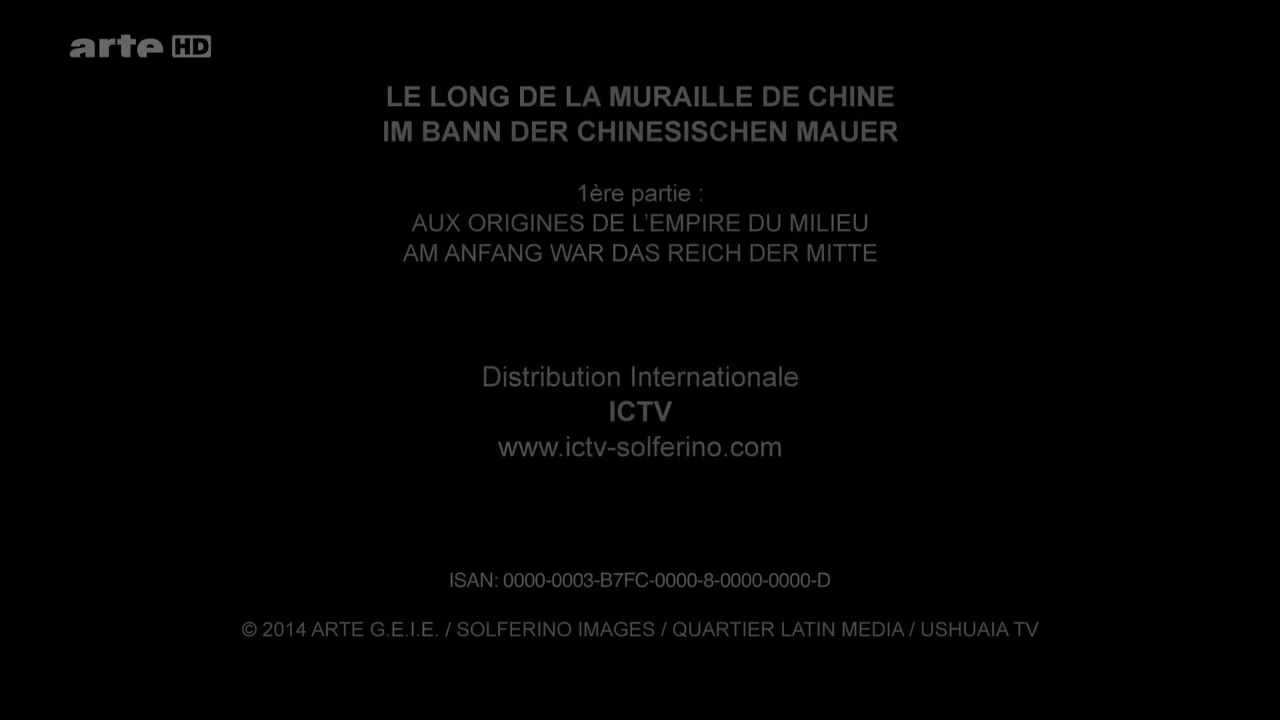 arte HD
LE LONG DE LA MURAILLE DE CHINE
IM BANN DER CHINESISCHEN MAUER
1ère partie :
AUX ORIGINES DE L'EMPIRE DU MILIEU
AM ANFANG WAR DAS REICH DER MITTE
Distribution Internationale
ICTV
www.ictv-solferino.com
ISAN: 0000-0003-B7FC-0000-8-0000-0000-D
© 2014 ARTE G.E.I.E. / SOLFERINO IMAGES / QUARTIER LATIN MEDIA / USHUAIA TV